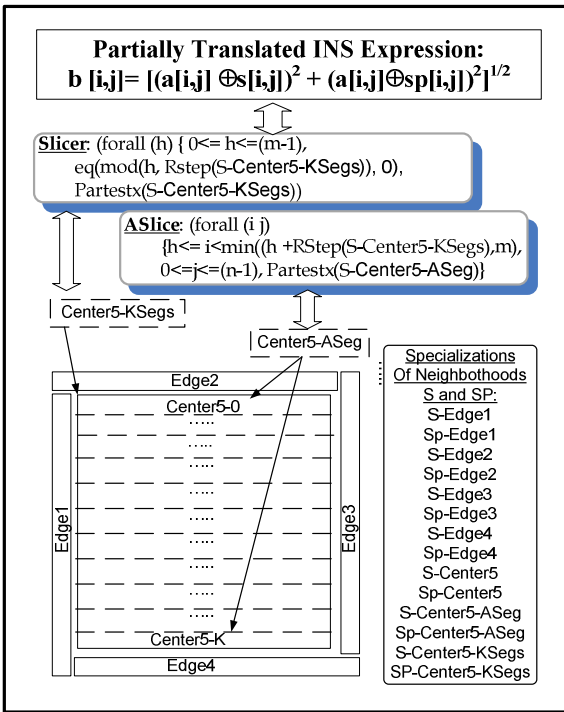 Partially Translated INS Expression:
b [i,j]= [(a[i,j] ⊕s[i,j])² + (a[i,j]⊕sp[i,j])²]^1/2
Slicer: (forall (h) { 0<= h<=(m-1),
eq(mod(h, Rstep(S-Center5-KSegs)), 0),
Partestx(S-Center5-KSegs))
ASlice: (forall (i j)
{h<= i<min((h +RStep(S-Center5-KSegs),m),
0<=j<=(n-1), Partestx(S-Center5-ASeg)}
Center5-KSegs
Center5-ASeg
Edge2
Center5-0
.....
.....
.....
.....
.....
.....
.....
.....
.....
.....
Center5-K
Edge1
Edge3
Edge4
Specializations
Of Neighbothoods
S and SP:
S-Edge1
Sp-Edge1
S-Edge2
Sp-Edge2
S-Edge3
Sp-Edge3
S-Edge4
Sp-Edge4
S-Center5
Sp-Center5
S-Center5-ASeg
Sp-Center5-ASeg
S-Center5-KSegs
SP-Center5-KSegs